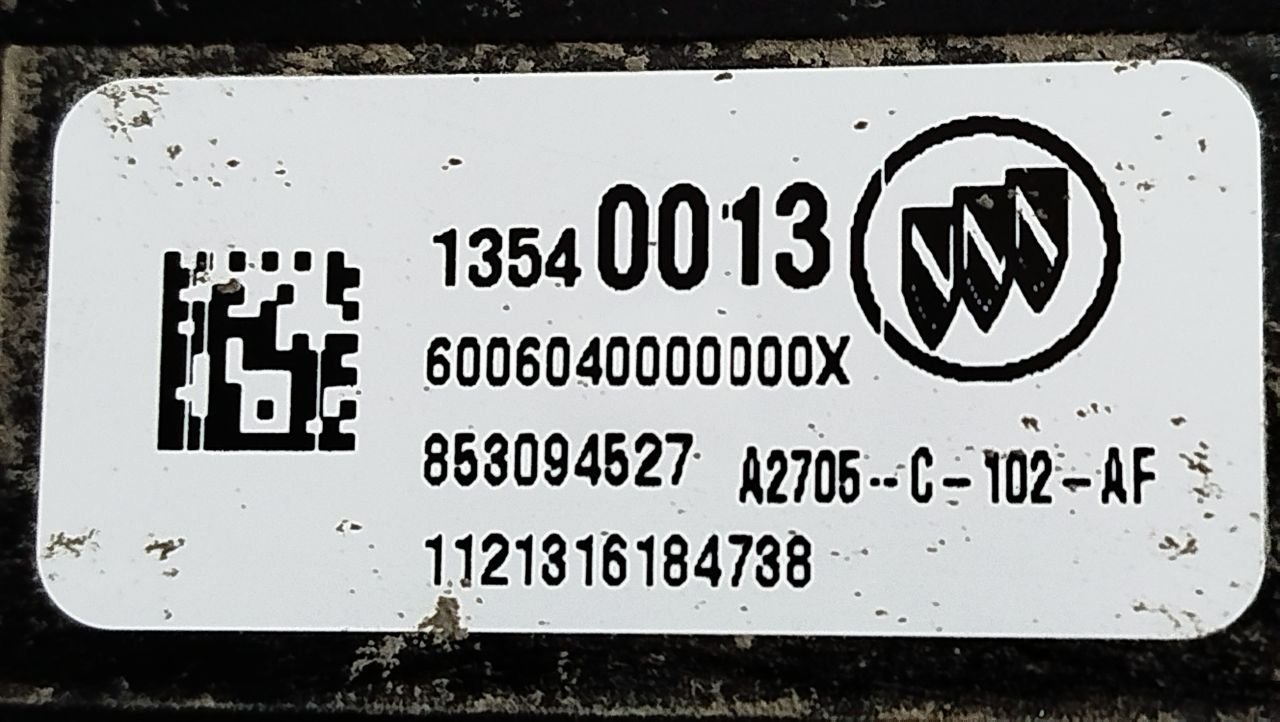 13540013
6006040000000X
853094527 A2705--C-102-AF
1121316184738